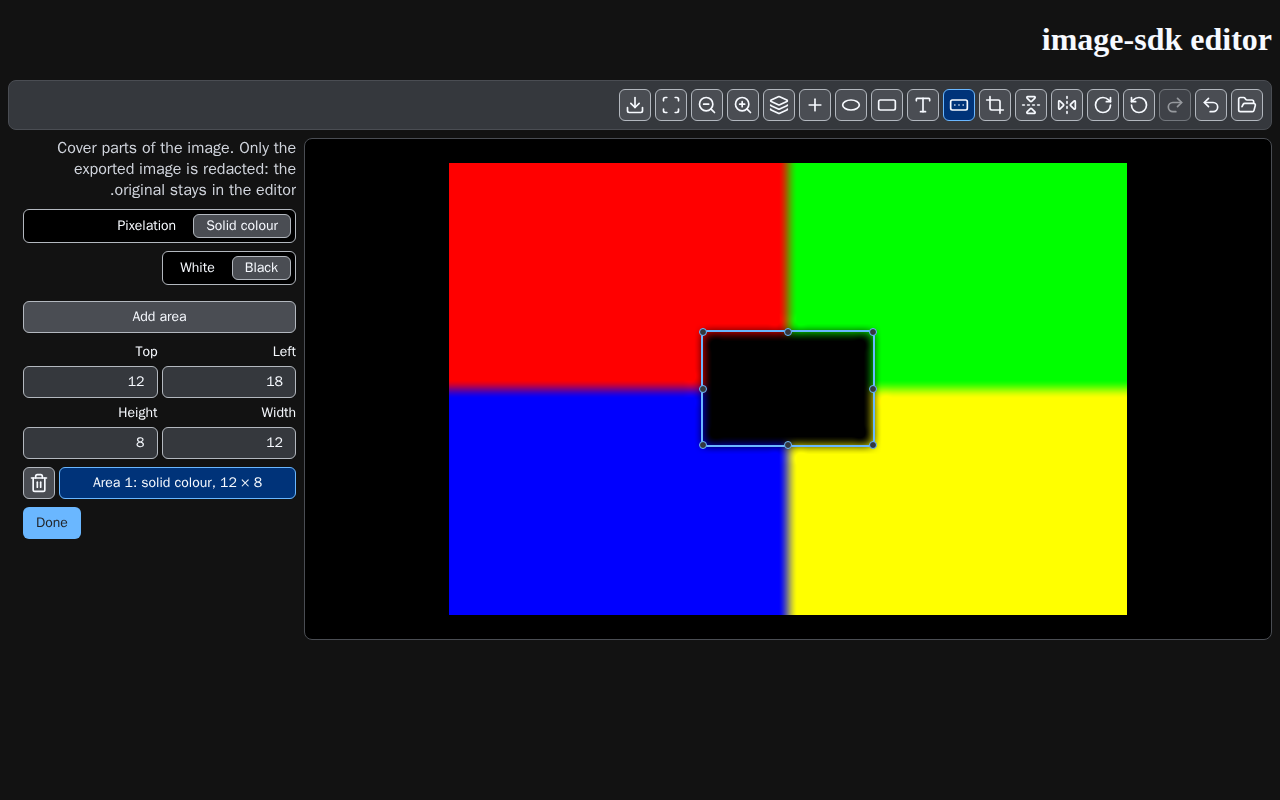 image-sdk editor
Cover parts of the image. Only the
exported image is redacted: the
.original stays in the editor
Solid colour Pixelation
Black White
Add area
Left Top
18 12
Width Height
12 8
Area 1: solid colour, 12 × 8
Done